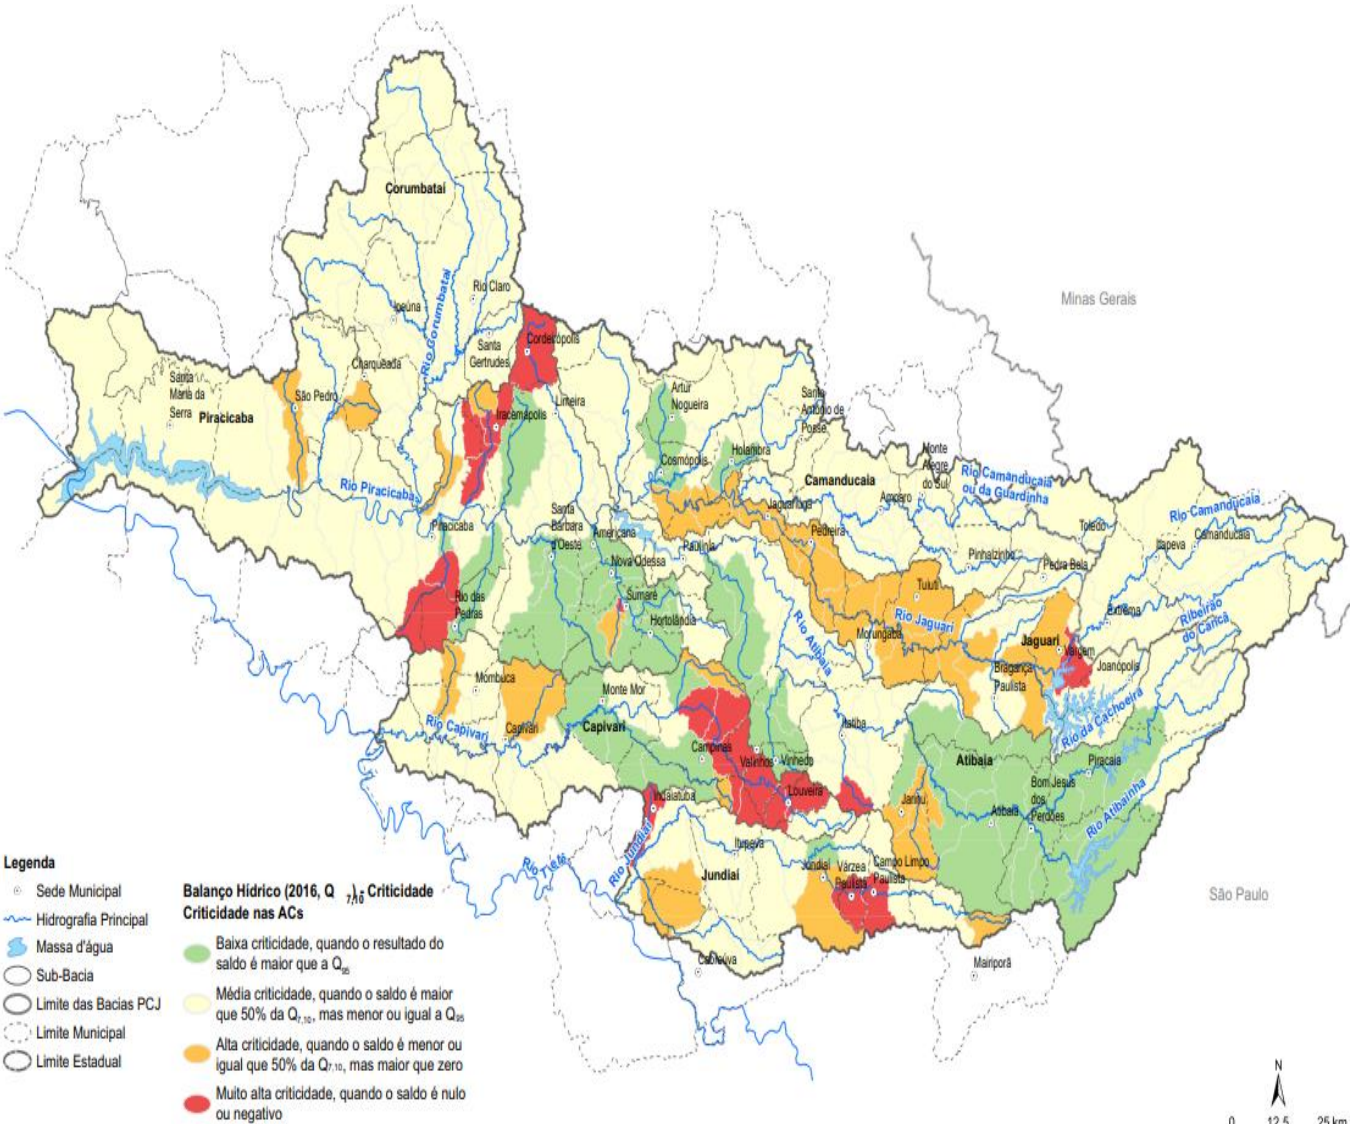 Minas Gerais
São Paulo
Corumbataí
Rio Corumbataí
Rio Claro
Ipeúna
Santa
Gertrudes
Cordeirópolis
Charqueada
Santa
Maria da
Serra
Piracicaba
São Pedro
Iracemápolis
Limeira
Artur
Nogueira
Santo
Antônio de
Posse
Holambra
Cosmópolis
Camanducaia
Monte
Alegre
do Sul
Rio Camanducaia
ou da Guardinha
Amparo
Rio Piracicaba
Piracicaba
Santa
Bárbara
d'Oeste
Americana
Nova Odessa
Paulínia
Jaguariúna
Pedreira
Toledo
Rio Camanducaia
Camanducaia
Itapeva
Pinhalzinho
Pedra Bela
Tuiuti
Extrema
Ribeirão
do Cancã
Rio das
Pedras
Sumaré
Hortolândia
Rio Atibaia
Rio Jaguari
Morungaba
Jaguari
Vargem
Joanópolis
Bragança
Paulista
Mombuca
Monte Mor
Capivari
Rio Capivari
Capivari
Rio da Cachoeira
Itatiba
Campinas
Valinhos
Vinhedo
Atibaia
Piracaia
Bom Jesus
dos
Perdões
Atibaia
Rio Atibainha
Louveira
Jarinu
Indaiatuba
Rio Jundiaí
Rio Tietê
Itupeva
Jundiaí
Jundiaí
Várzea
Paulista
Campo Limpo
Paulista
Cabreúva
Mairiporã
Legenda
Sede Municipal
Hidrografia Principal
Massa d'água
Sub-Bacia
Limite das Bacias PCJ
Limite Municipal
Limite Estadual
Balanço Hídrico (2016, Q 7,10) - Criticidade
Criticidade nas ACs
Baixa criticidade, quando o resultado do
saldo é maior que a Q95
Média criticidade, quando o saldo é maior
que 50% da Q7,10, mas menor ou igual a Q95
Alta criticidade, quando o saldo é menor ou
igual que 50% da Q7,10, mas maior que zero
Muito alta criticidade, quando o saldo é nulo
ou negativo
N
0 12,5 25 km